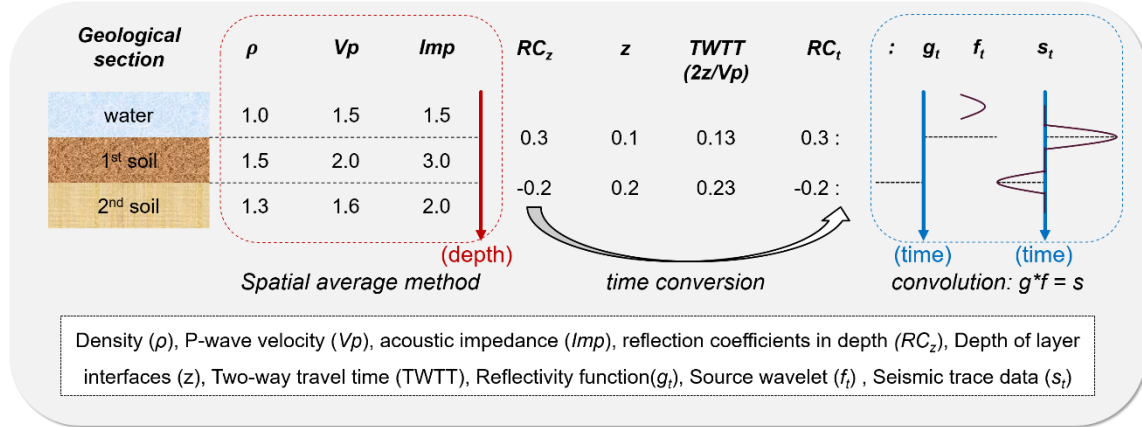 Geological section ρ Vp Imp RCz z TWTT (2z/Vp) RCt : gt ft st
water 1.0 1.5 1.5
0.3 0.1 0.13 0.3 :
1st soil 1.5 2.0 3.0
-0.2 0.2 0.23 -0.2 :
2nd soil 1.3 1.6 2.0
(depth) (time) (time)
Spatial average method time conversion convolution: g*f = s
Density (ρ), P-wave velocity (Vp), acoustic impedance (Imp), reflection coefficients in depth (RCz), Depth of layer
interfaces (z), Two-way travel time (TWTT), Reflectivity function(gt), Source wavelet (ft) , Seismic trace data (st)